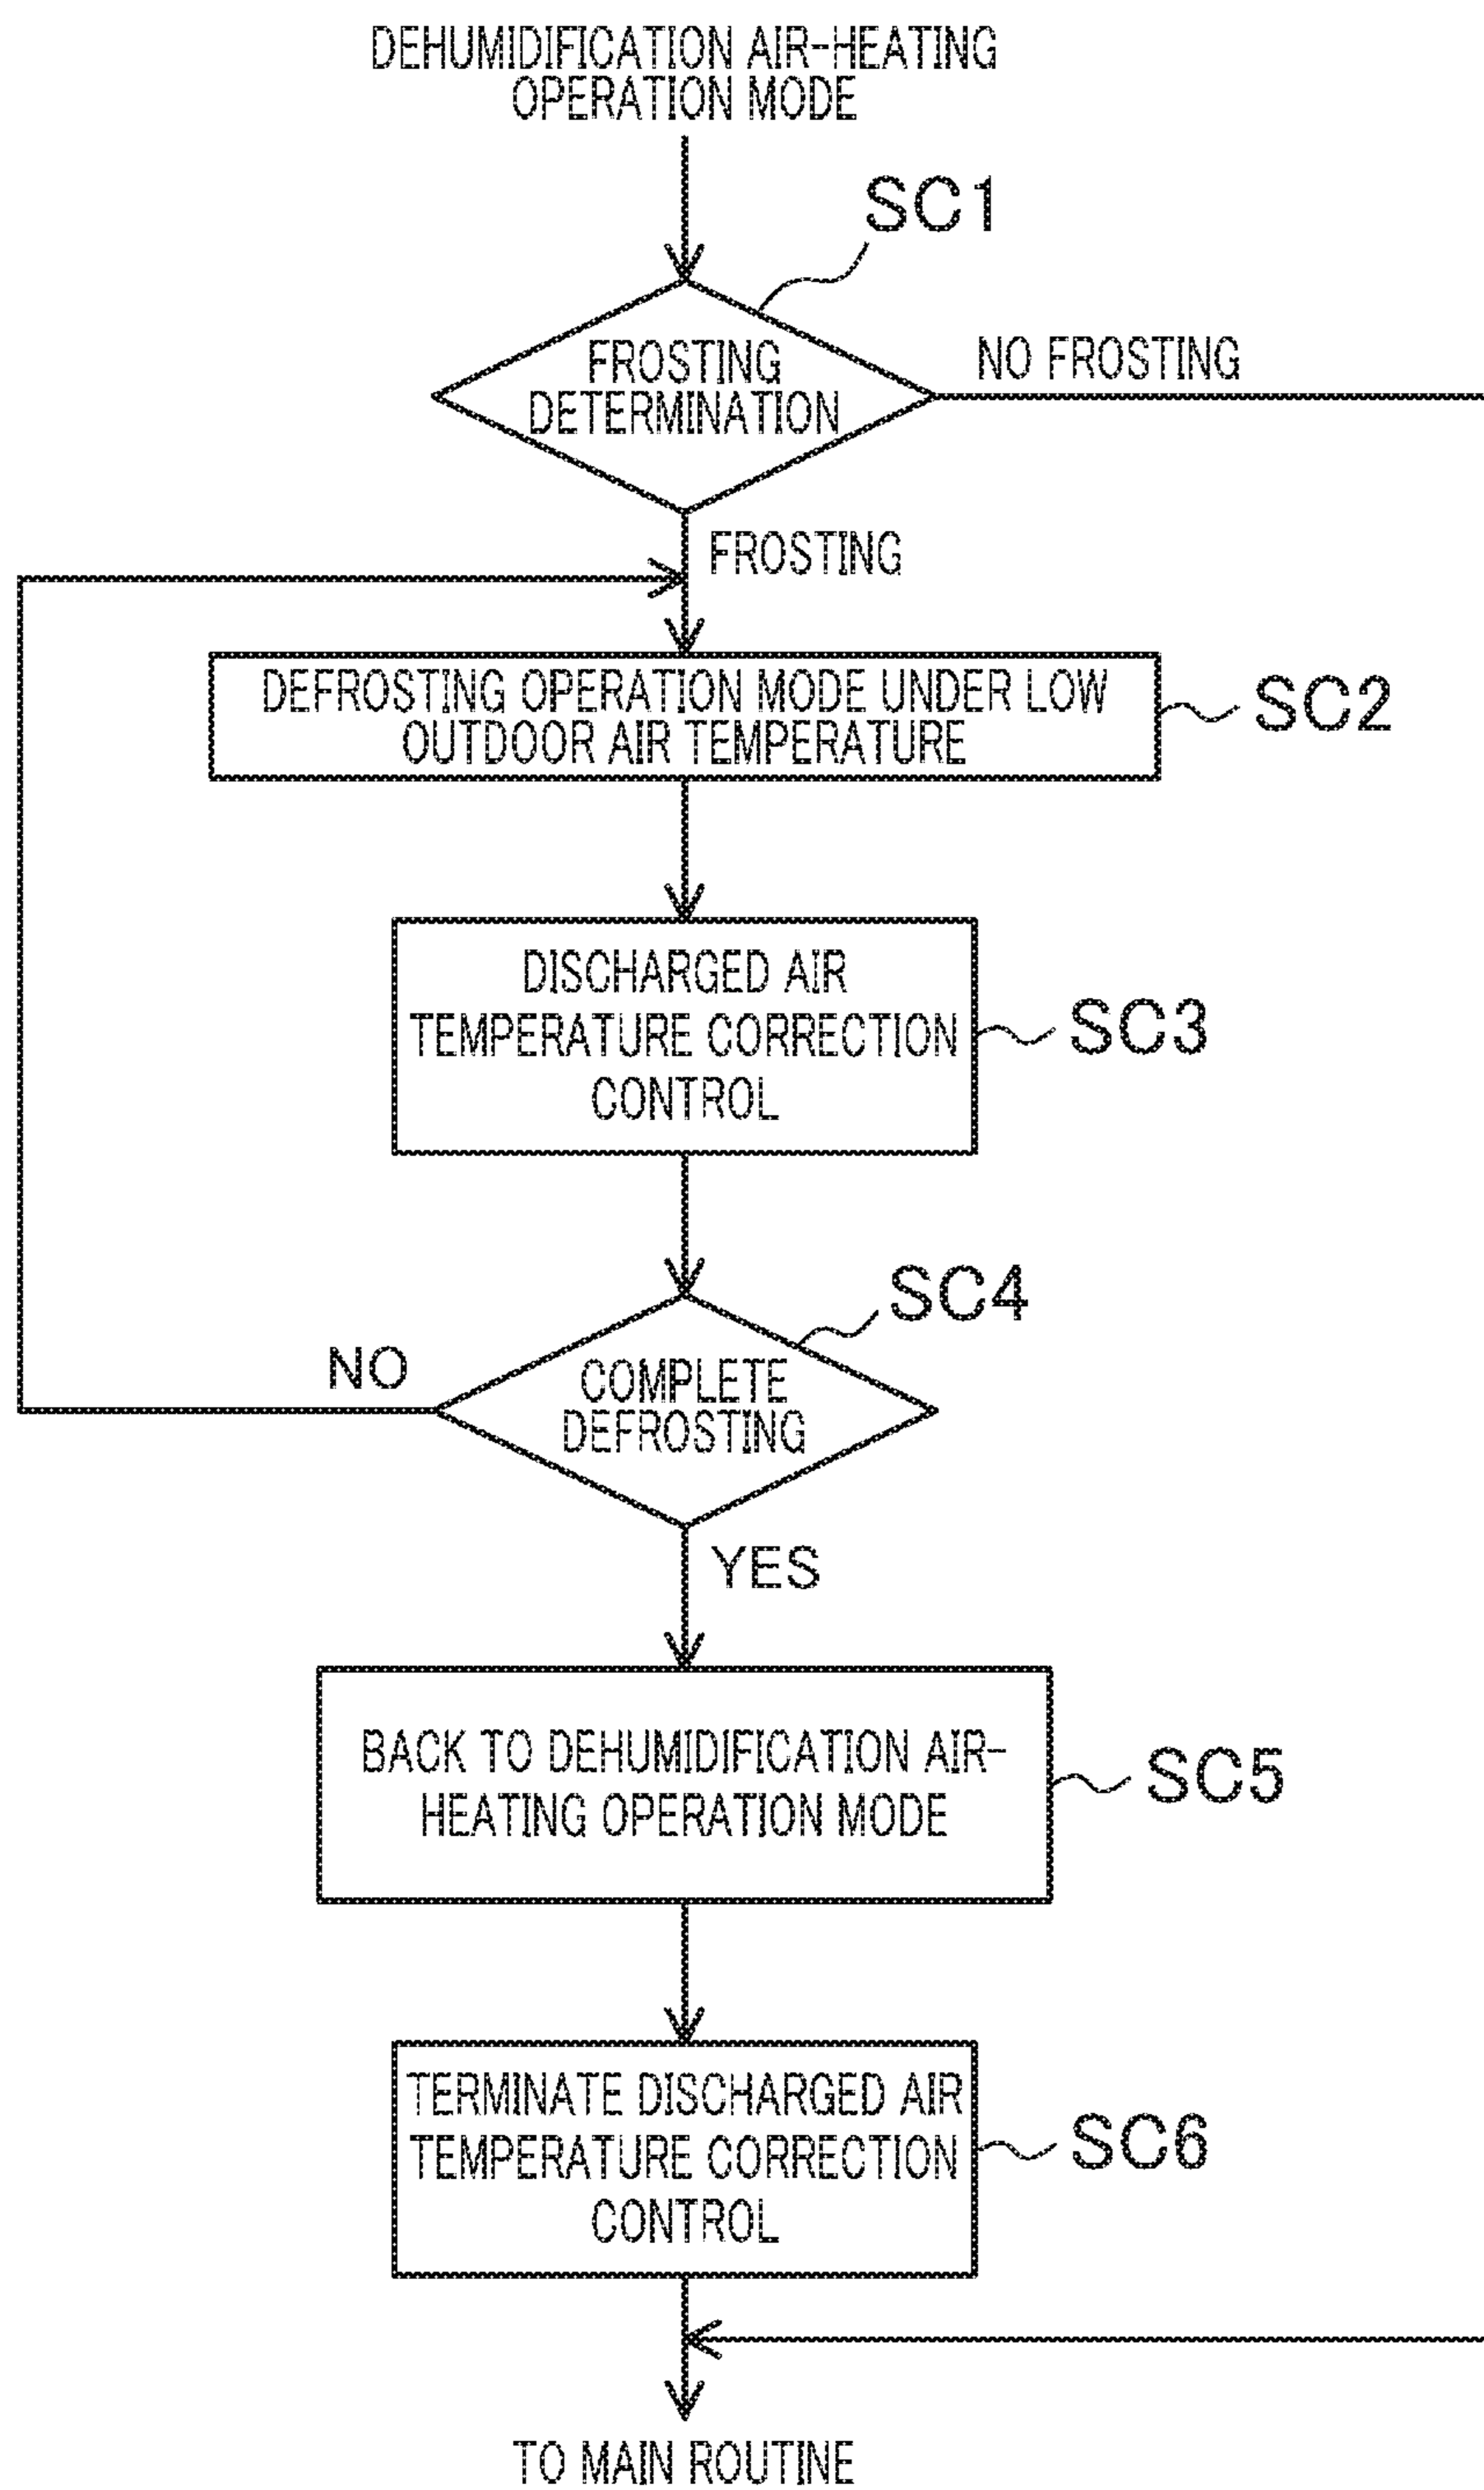 DEHUMIDIFICATION AIR-HEATING
OPERATION MODE
SC1
FROSTING
DETERMINATION
NO FROSTING
FROSTING
DEFROSTING OPERATION MODE UNDER LOW
OUTDOOR AIR TEMPERATURE
SC2
DISCHARGED AIR
TEMPERATURE CORRECTION
CONTROL
SC3
SC4
COMPLETE
DEFROSTING
NO
YES
BACK TO DEHUMIDIFICATION AIR-
HEATING OPERATION MODE
SC5
TERMINATE DISCHARGED AIR
TEMPERATURE CORRECTION
CONTROL
SC6
TO MAIN ROUTINE